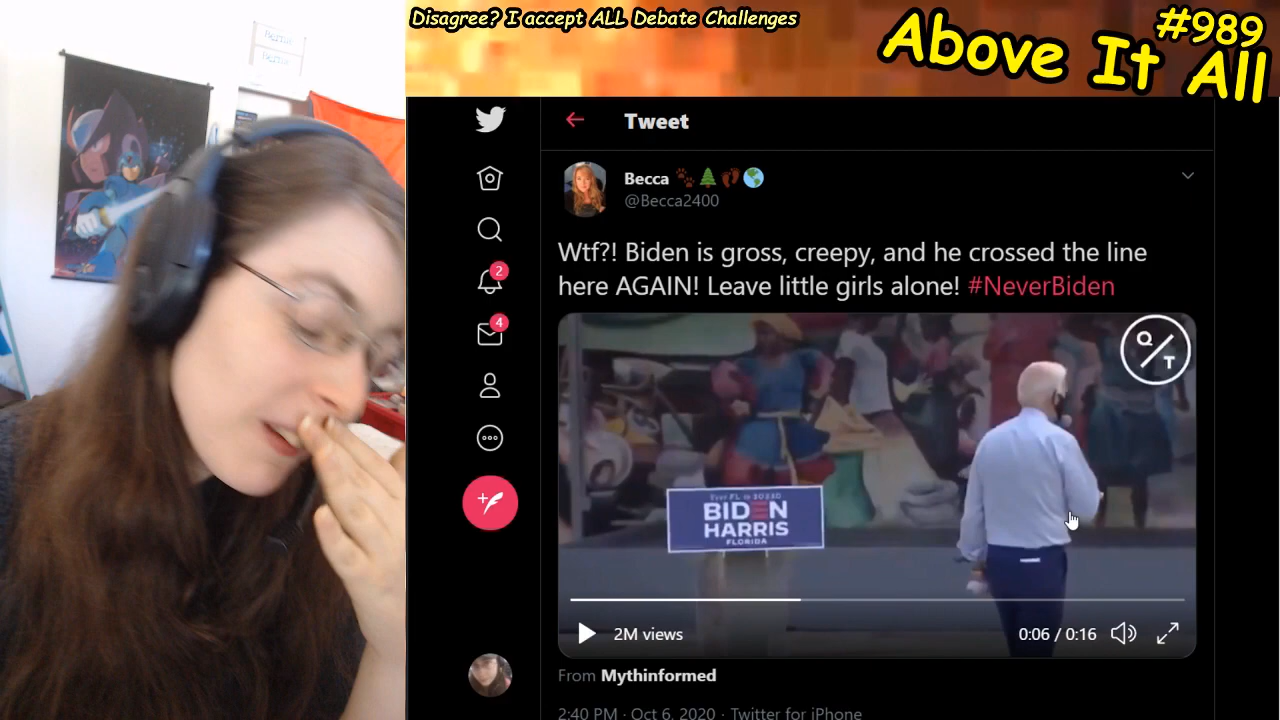 Disagree? I accept ALL Debate Challenges
#989
Above It All
Tweet
Becca
@Becca2400
Wtf?! Biden is gross, creepy, and he crossed the line
here AGAIN! Leave little girls alone! #NeverBiden
2
4
Q/T
BIDEN
HARRIS
FLORIDA
2M views
0:06 / 0:16
From Mythinformed
2:40 PM · Oct 6, 2020 · Twitter for iPhone